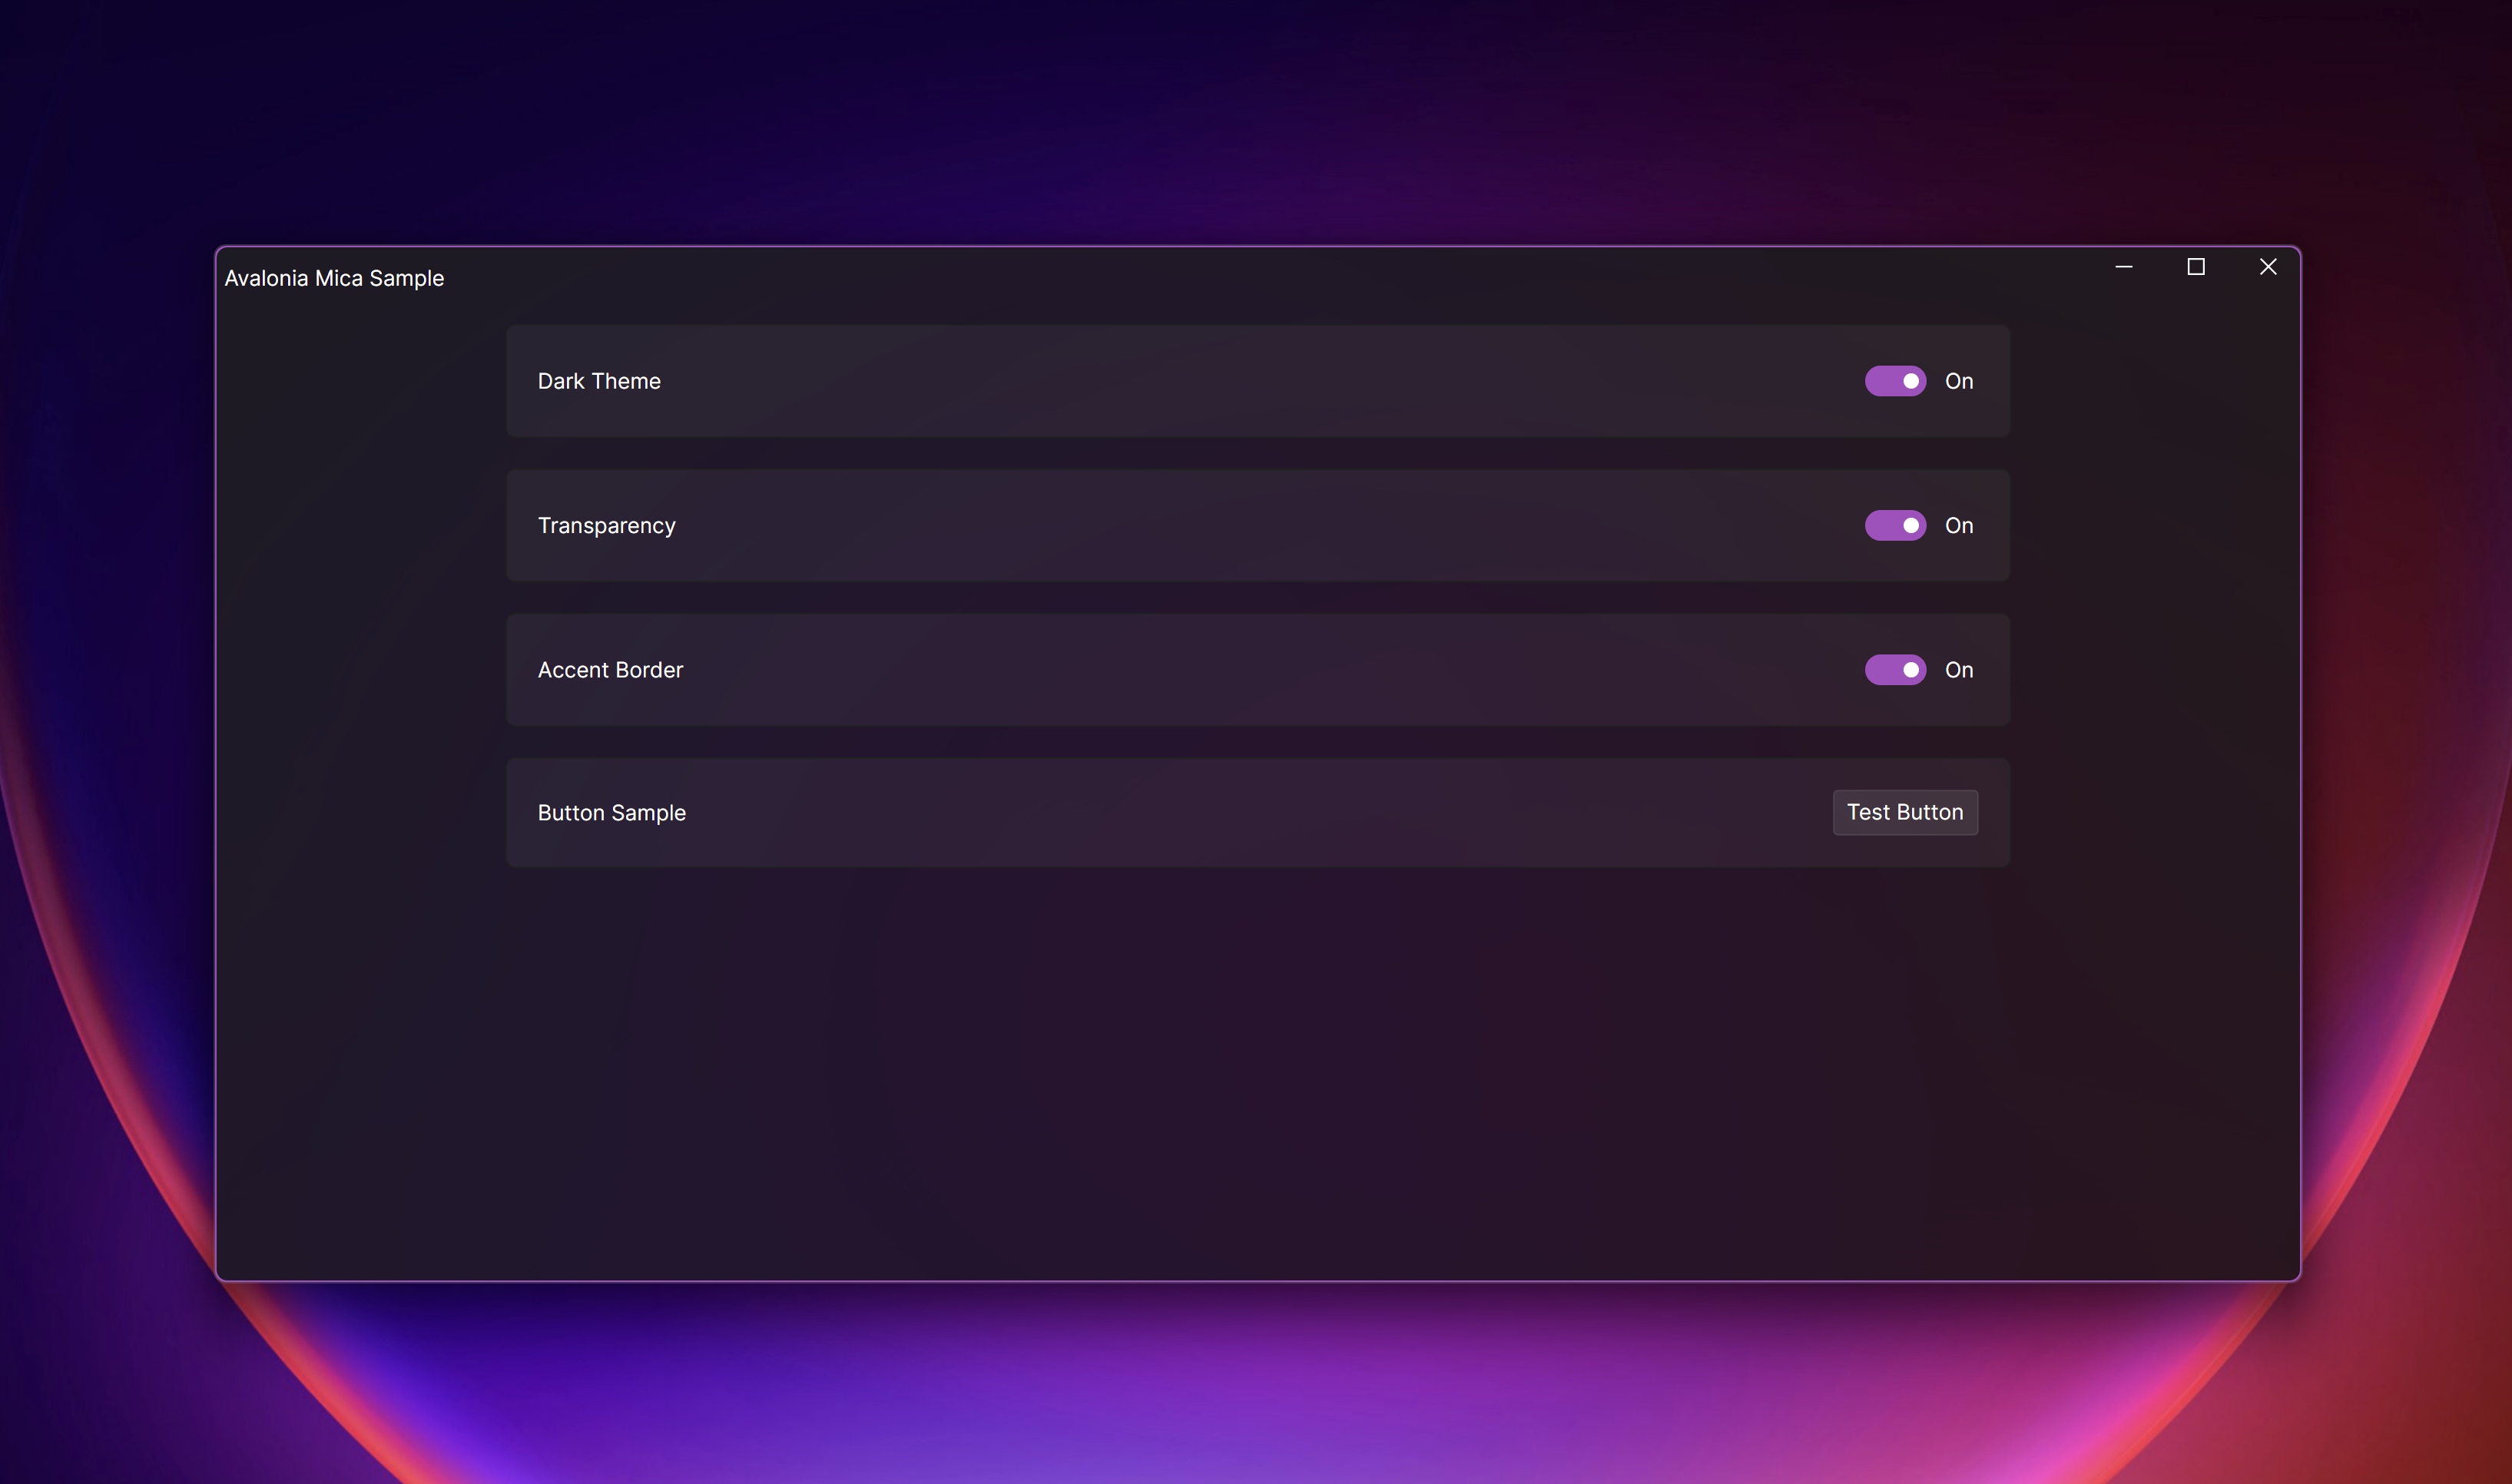 Avalonia Mica Sample
Dark Theme On
Transparency On
Accent Border On
Button Sample Test Button